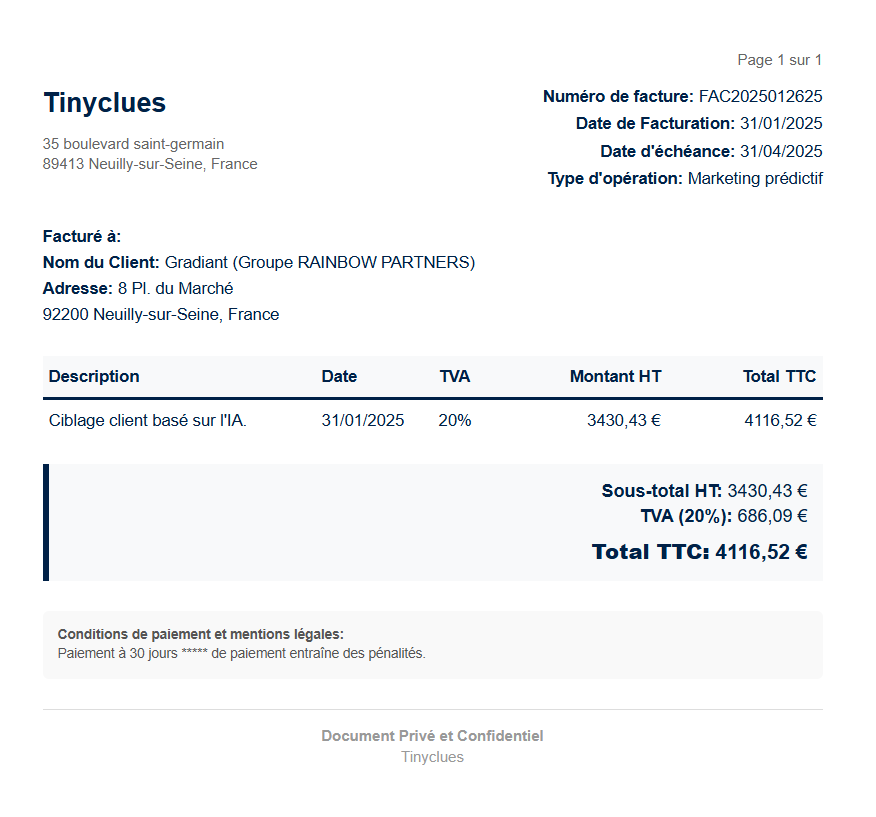 Page 1 sur 1
Tinyclues
35 boulevard saint-germain
89413 Neuilly-sur-Seine, France
Numéro de facture: FAC2025012625
Date de Facturation: 31/01/2025
Date d'échéance: 31/04/2025
Type d'opération: Marketing prédictif
Facturé à:
Nom du Client: Gradiant (Groupe RAINBOW PARTNERS)
Adresse: 8 Pl. du Marché
92200 Neuilly-sur-Seine, France
Description Date TVA Montant HT Total TTC
Ciblage client basé sur l'IA. 31/01/2025 20% 3430,43 € 4116,52 €
Sous-total HT: 3430,43 €
TVA (20%): 686,09 €
Total TTC: 4116,52 €
Conditions de paiement et mentions légales:
Paiement à 30 jours ***** de paiement entraîne des pénalités.
Document Privé et Confidentiel
Tinyclues